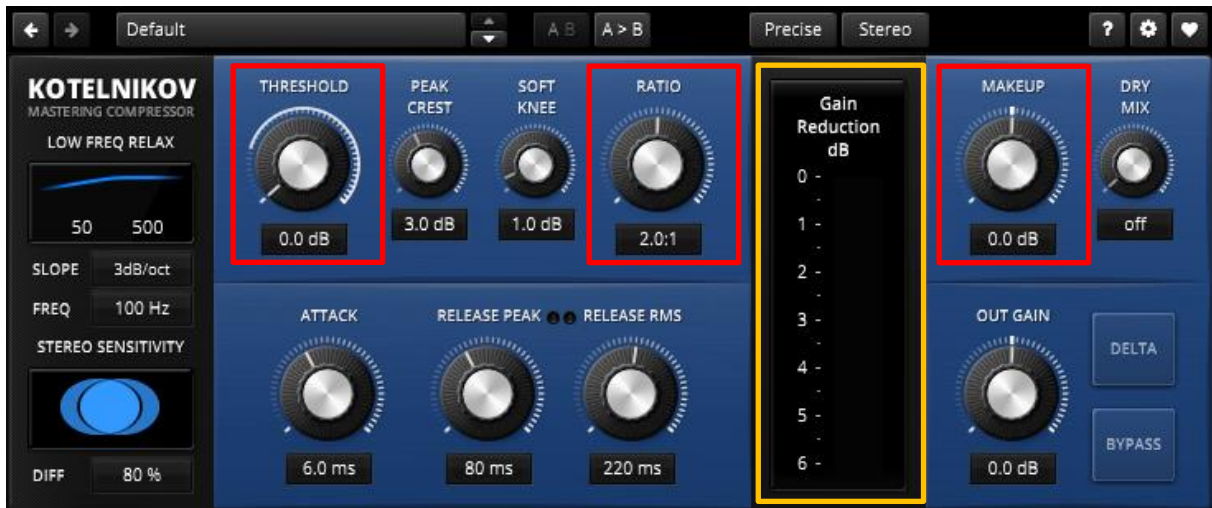 Default
A B
A > B
Precise
Stereo
?
KOTELNIKOV
MASTERING COMPRESSOR
LOW FREQ RELAX
50 500
SLOPE 3dB/oct
FREQ 100 Hz
STEREO SENSITIVITY
DIFF 80 %
THRESHOLD
0.0 dB
PEAK
CREST
3.0 dB
SOFT
KNEE
1.0 dB
RATIO
2.0:1
ATTACK
6.0 ms
RELEASE PEAK
80 ms
RELEASE RMS
220 ms
Gain
Reduction
dB
0 -
-
1 -
-
2 -
-
3 -
-
4 -
-
5 -
-
6 -
MAKEUP
0.0 dB
DRY
MIX
off
OUT GAIN
0.0 dB
DELTA
BYPASS